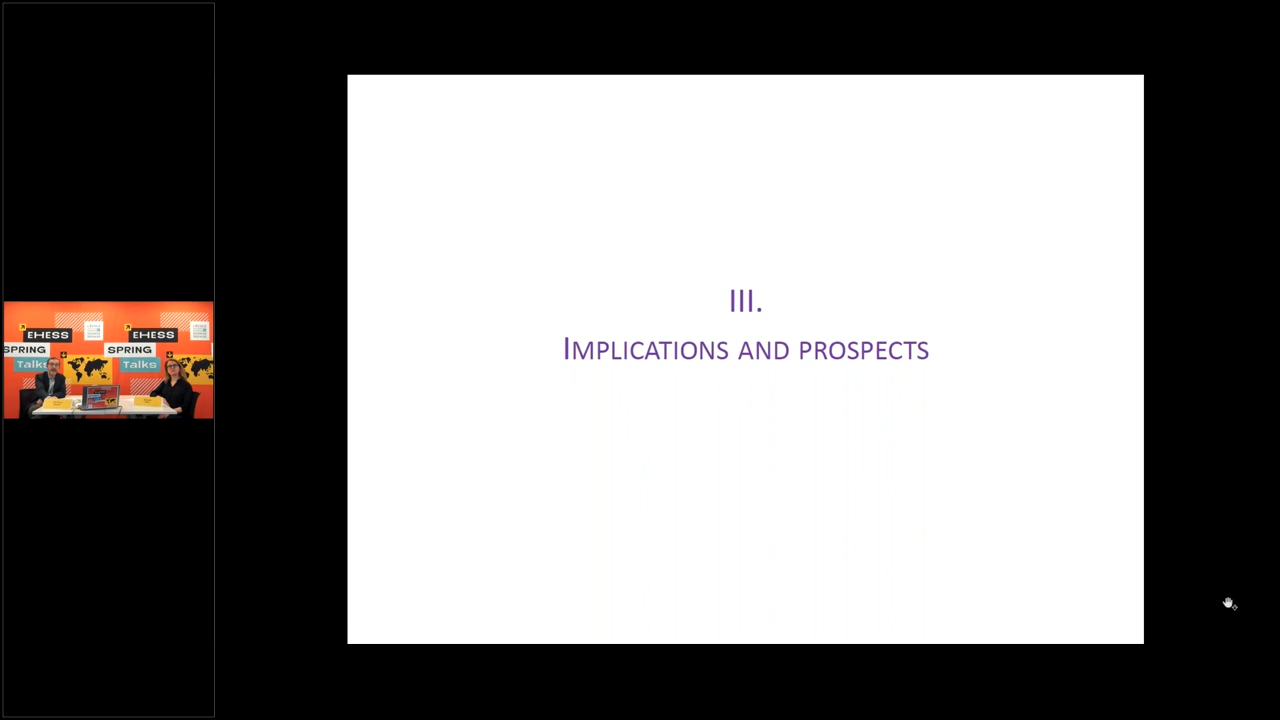 III.
IMPLICATIONS AND PROSPECTS
EHESS
SPRING
Talks
EHESS
SPRING
Talks